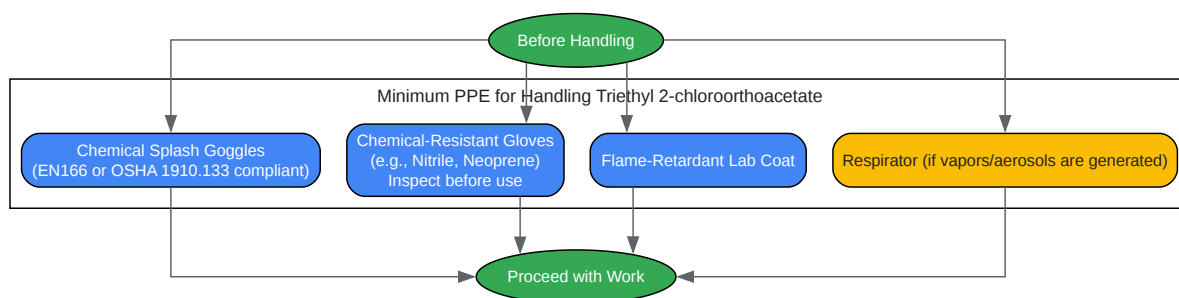 Before Handling
Minimum PPE for Handling Triethyl 2-chloroorthoacetate
Chemical Splash Goggles
(EN166 or OSHA 1910.133 compliant)
Chemical-Resistant Gloves
(e.g., Nitrile, Neoprene)
Inspect before use
Flame-Retardant Lab Coat
Respirator (if vapors/aerosols are generated)
Proceed with Work